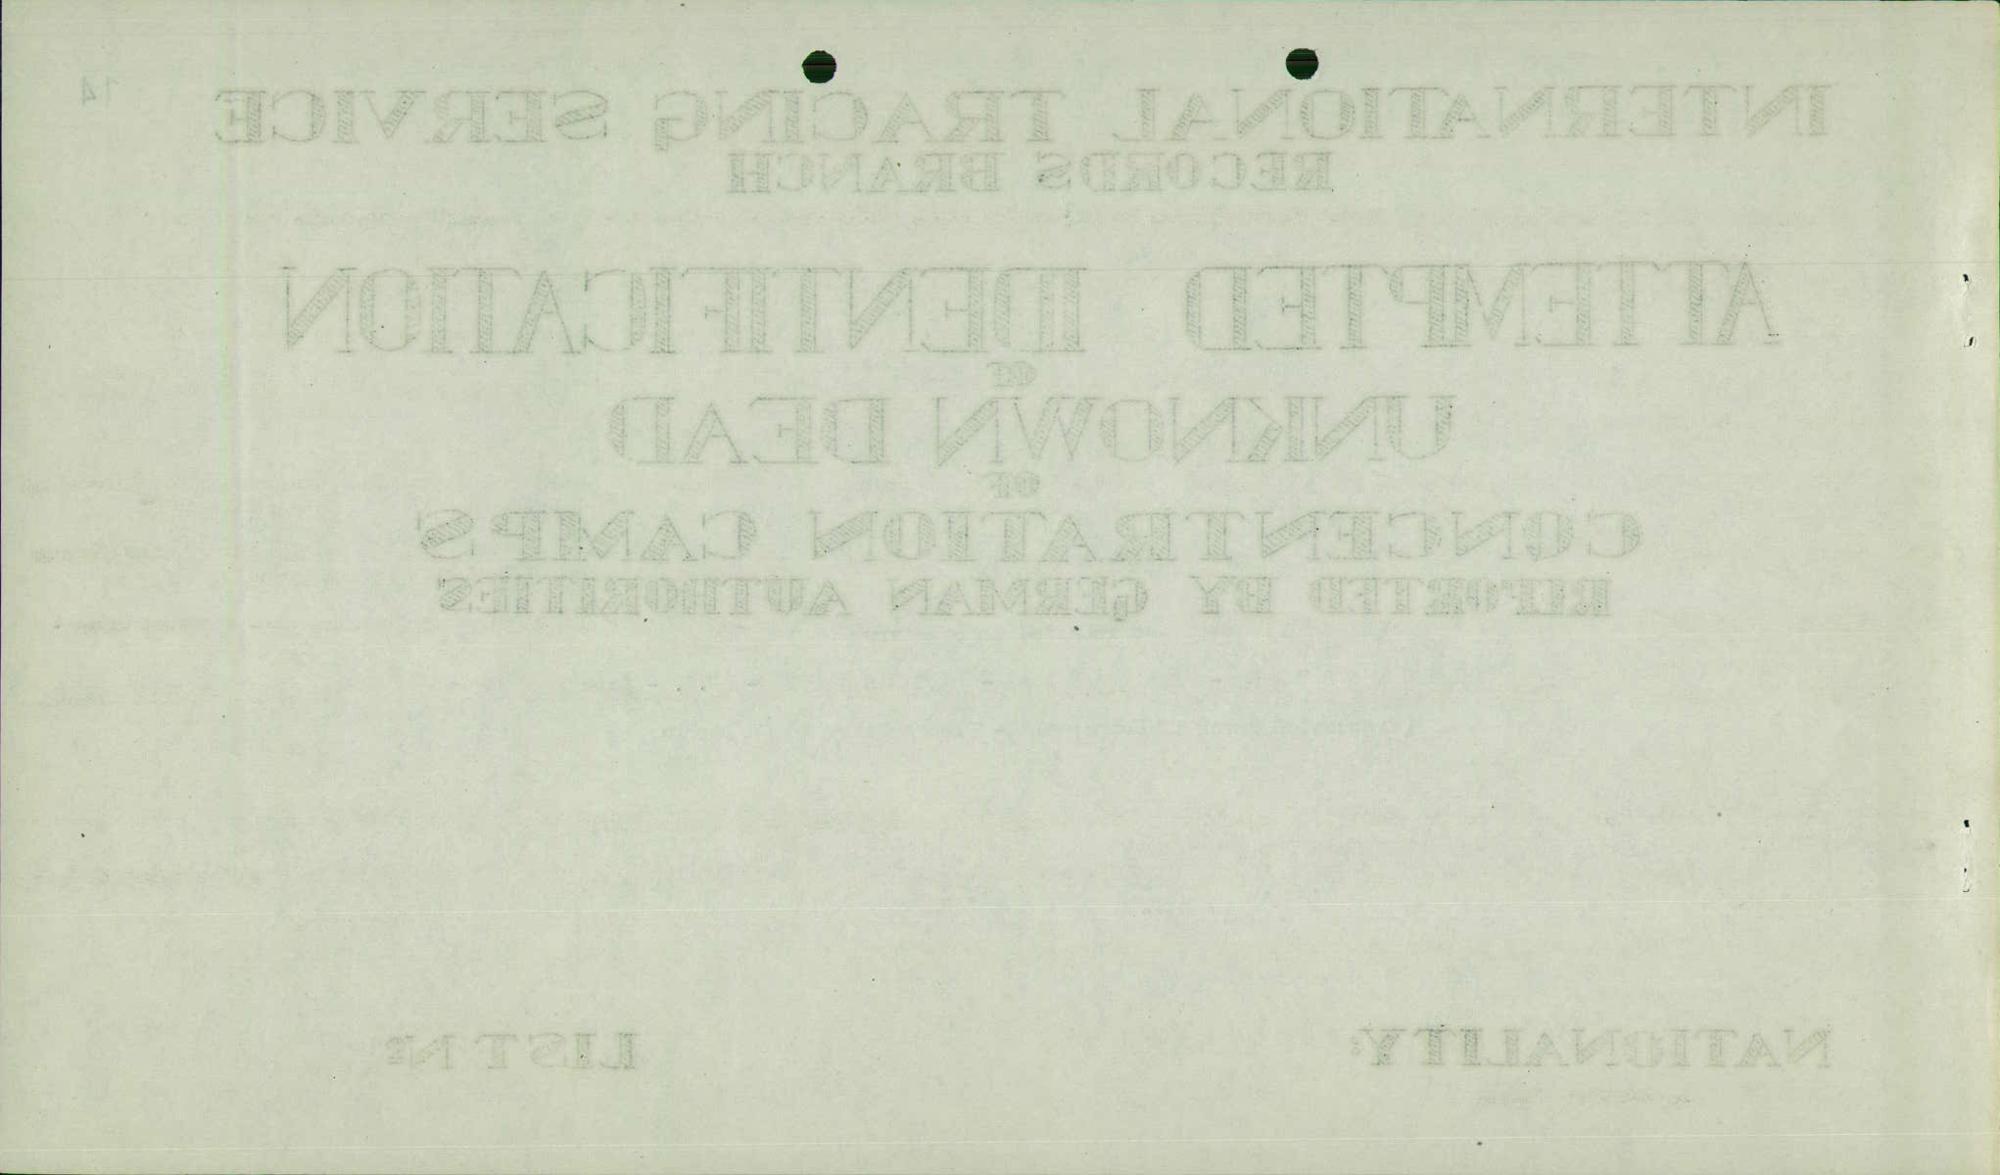 14
INTERNATIONAL TRACING SERVICE
RECORDS BRANCH
ATTEMPTED IDENTIFICATION
OF
UNKNOWN DEAD
OF
CONCENTRATION CAMPS
REPORTED BY GERMAN AUTHORITIES
NATIONALITY: LIST Nº